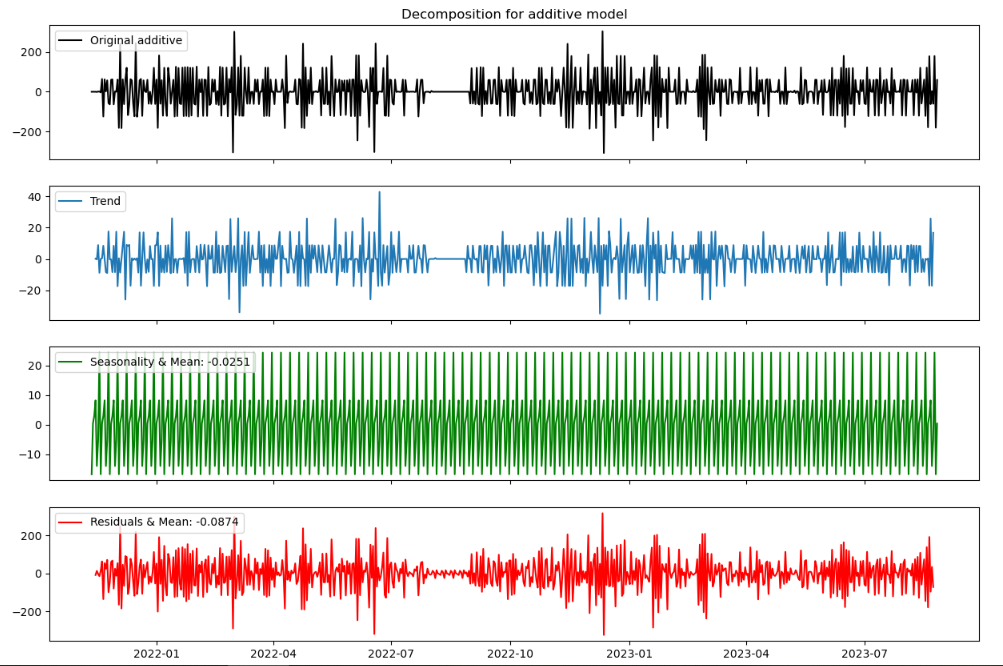 Decomposition for additive model
Original additive
200
0
−200
Trend
40
20
0
−20
Seasonality & Mean: -0.0251
20
10
0
−10
Residuals & Mean: -0.0874
200
0
−200
2022-01 2022-04 2022-07 2022-10 2023-01 2023-04 2023-07